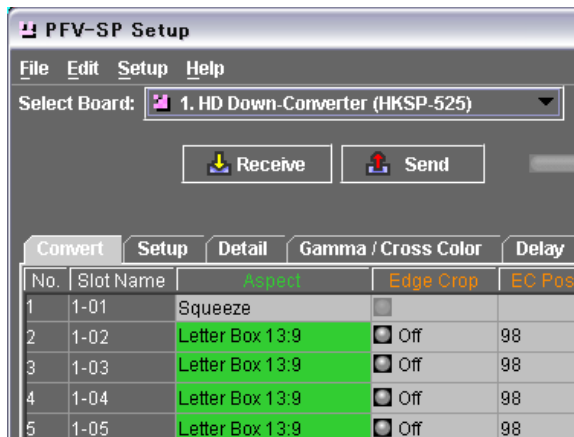 PFV-SP Setup
File Edit Setup Help
Select Board: 1. HD Down-Converter (HKSP-525)
Receive Send
Convert Setup Detail Gamma / Cross Color Delay
No. Slot Name Aspect Edge Crop EC Pos
1 1-01 Squeeze
2 1-02 Letter Box 13:9 Off 98
3 1-03 Letter Box 13:9 Off 98
4 1-04 Letter Box 13:9 Off 98
5 1-05 Letter Box 13:9 Off 98